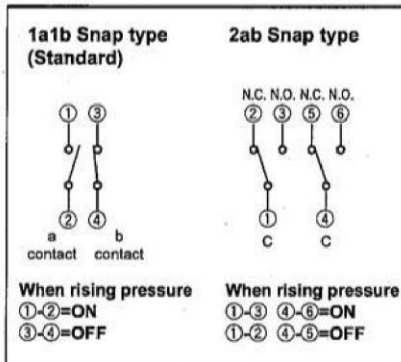 1a1b Snap type
(Standard)
① ③
② ④
a b
contact contact
When rising pressure
①-②=ON
③-④=OFF
2ab Snap type
N.C. N.O. N.C. N.O.
② ③ ⑤ ⑥
① ④
C C
When rising pressure
①-③ ④-⑥=ON
①-② ④-⑤=OFF